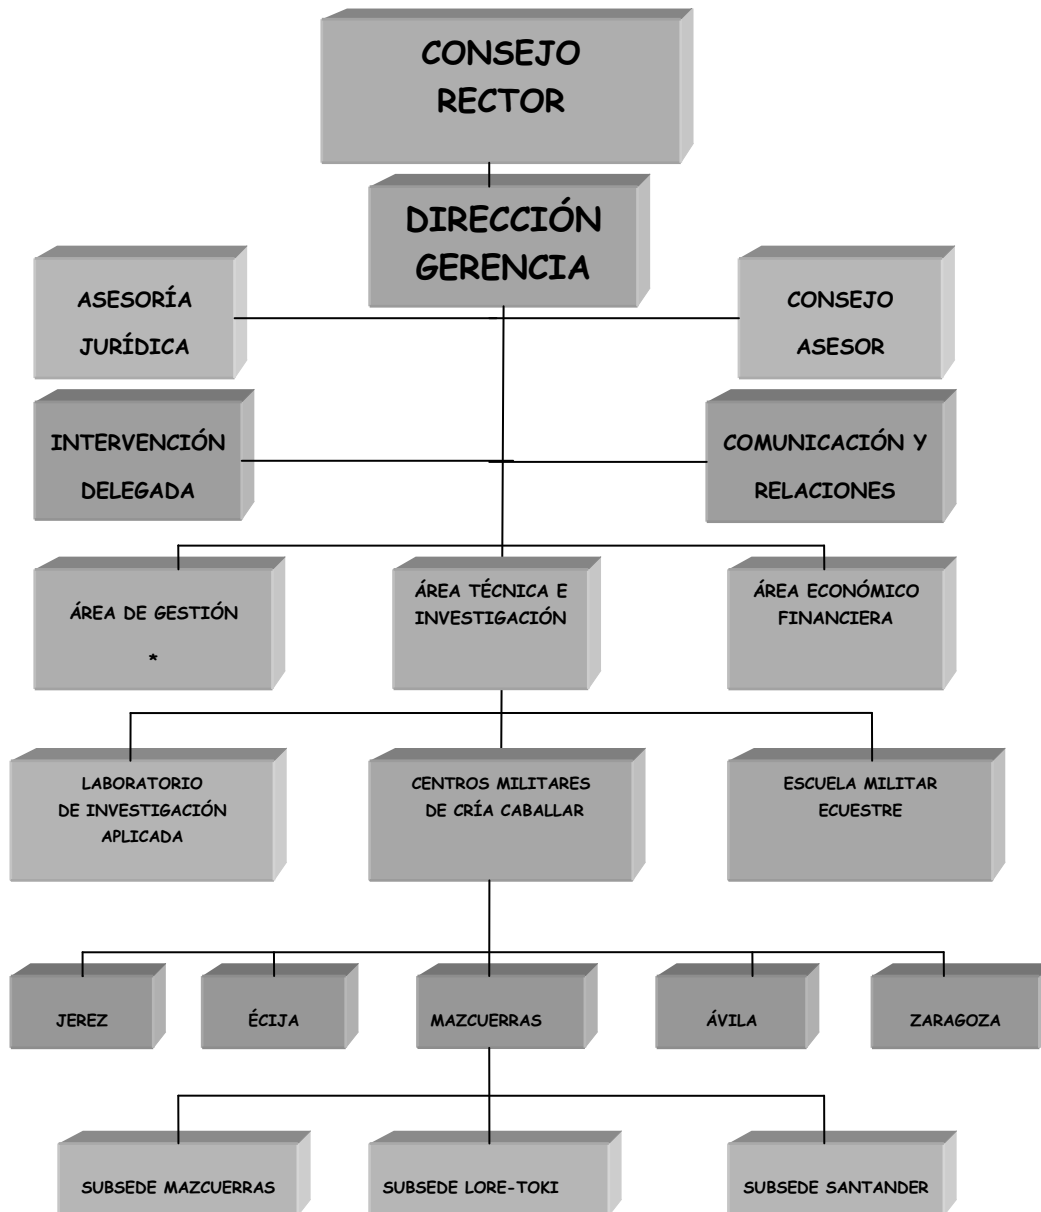 CONSEJO
RECTOR
DIRECCIÓN
GERENCIA
ASESORÍA
JURÍDICA
CONSEJO
ASESOR
INTERVENCIÓN
DELEGADA
COMUNICACIÓN Y
RELACIONES
ÁREA DE GESTIÓN
*
ÁREA TÉCNICA E
INVESTIGACIÓN
ÁREA ECONÓMICO
FINANCIERA
LABORATORIO
DE INVESTIGACIÓN
APLICADA
CENTROS MILITARES
DE CRÍA CABALLAR
ESCUELA MILITAR
ECUESTRE
JEREZ
ÉCIJA
MAZCUERRAS
ÁVILA
ZARAGOZA
SUBSEDE MAZCUERRAS
SUBSEDE LORE-TOKI
SUBSEDE SANTANDER